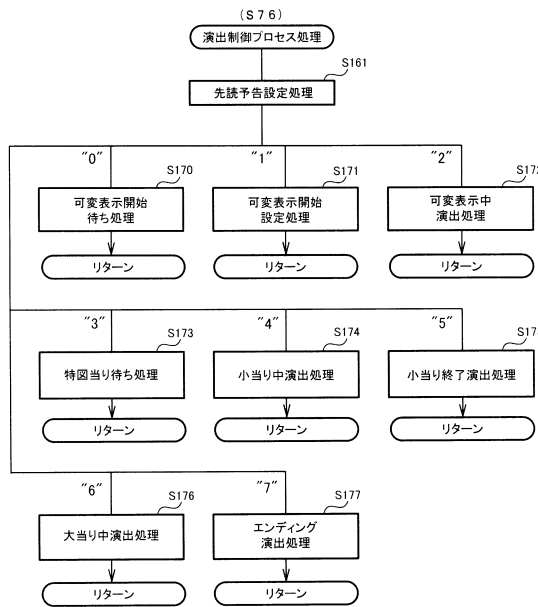 (S76)
演出制御プロセス処理
S161
先読予告設定処理
"0"
"1"
"2"
S170
S171
S172
可変表示開始
待ち処理
可変表示開始
設定処理
可変表示中
演出処理
リターン
リターン
リターン
"3"
"4"
"5"
S173
S174
特図当り待ち処理
小当り中演出処理
小当り終了演出処理
リターン
リターン
リターン
"6"
"7"
S176
S177
大当り中演出処理
エンディング
演出処理
リターン
リターン